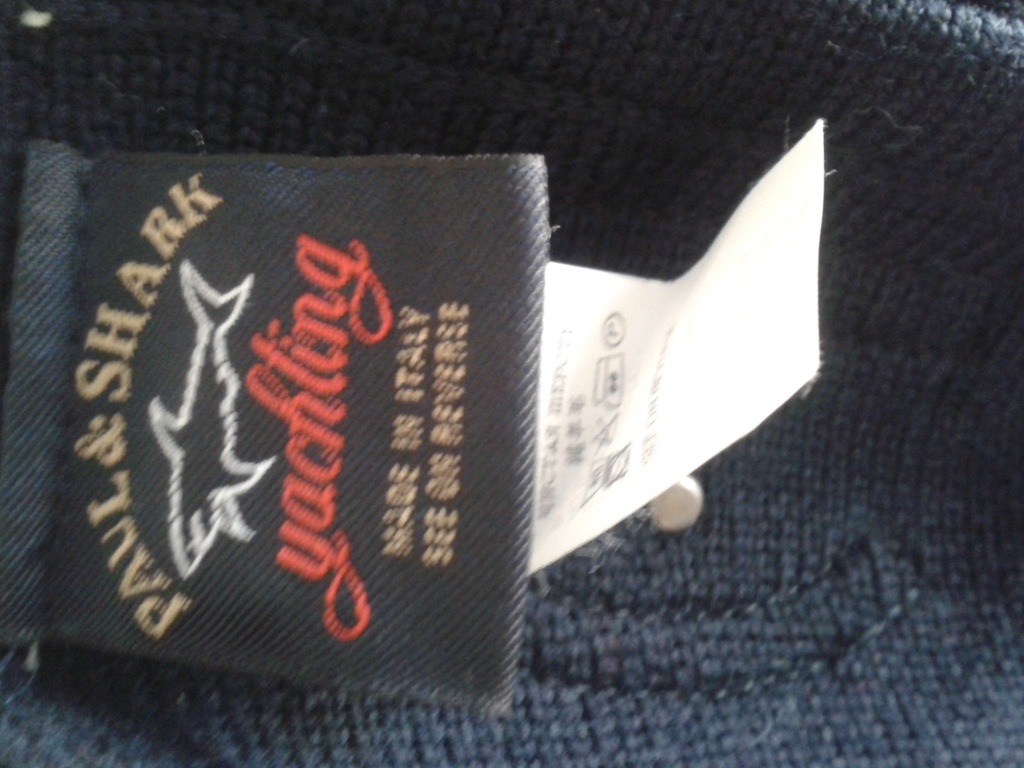 PAUL & SHARK
yachting
MADE IN ITALY
SEE ON REVERSE
P